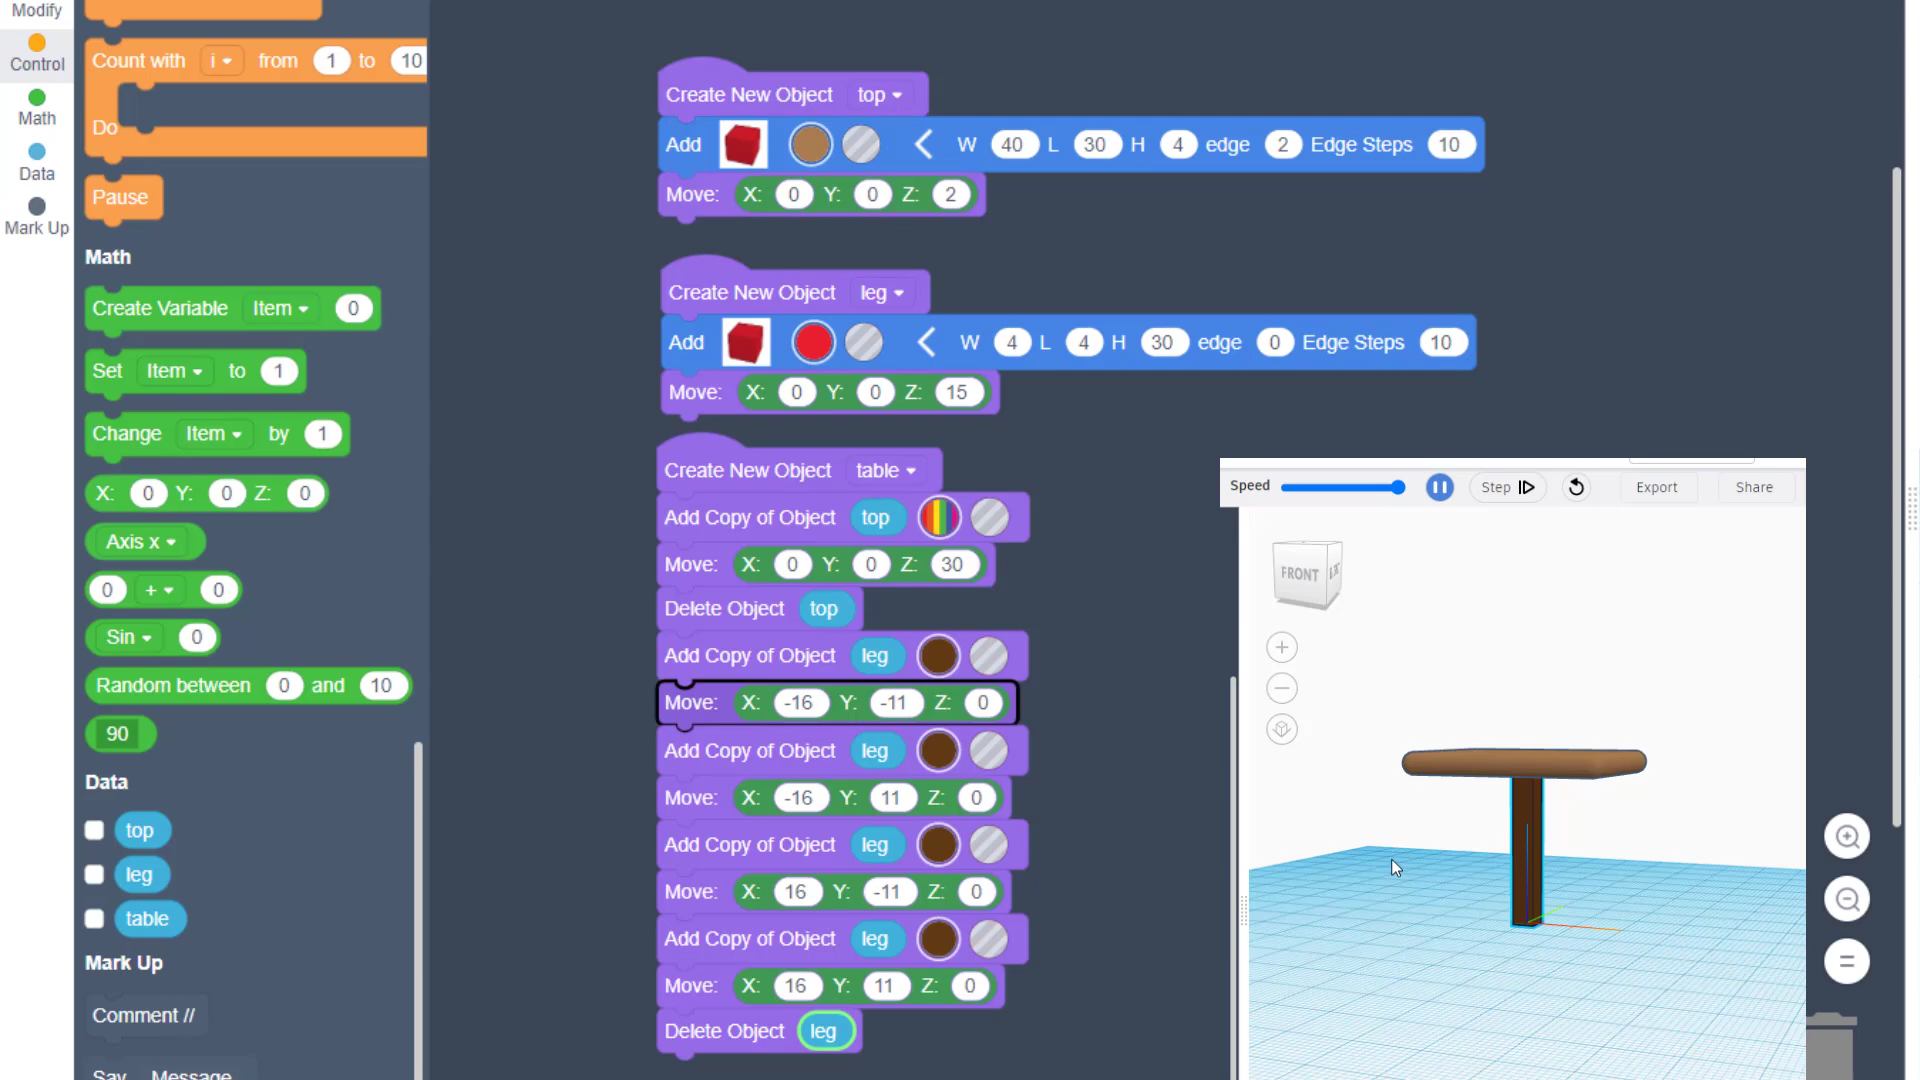 Modify
Control
Math
Data
Mark Up
Count with i from 1 to 10
Do
Pause
Math
Create Variable Item 0
Set Item to 1
Change Item by 1
X: 0 Y: 0 Z: 0
Axis x
0 + 0
Sin 0
Random between 0 and 10
90
Data
top
leg
table
Mark Up
Comment //
Say Message
Create New Object top
Add W 40 L 30 H 4 edge 2 Edge Steps 10
Move: X: 0 Y: 0 Z: 2
Create New Object leg
Add W 4 L 4 H 30 edge 0 Edge Steps 10
Move: X: 0 Y: 0 Z: 15
Create New Object table
Add Copy of Object top
Move: X: 0 Y: 0 Z: 30
Delete Object top
Add Copy of Object leg
Move: X: -16 Y: -11 Z: 0
Add Copy of Object leg
Move: X: -16 Y: 11 Z: 0
Add Copy of Object leg
Move: X: 16 Y: -11 Z: 0
Add Copy of Object leg
Move: X: 16 Y: 11 Z: 0
Delete Object leg
Speed Step Export Share
FRONT